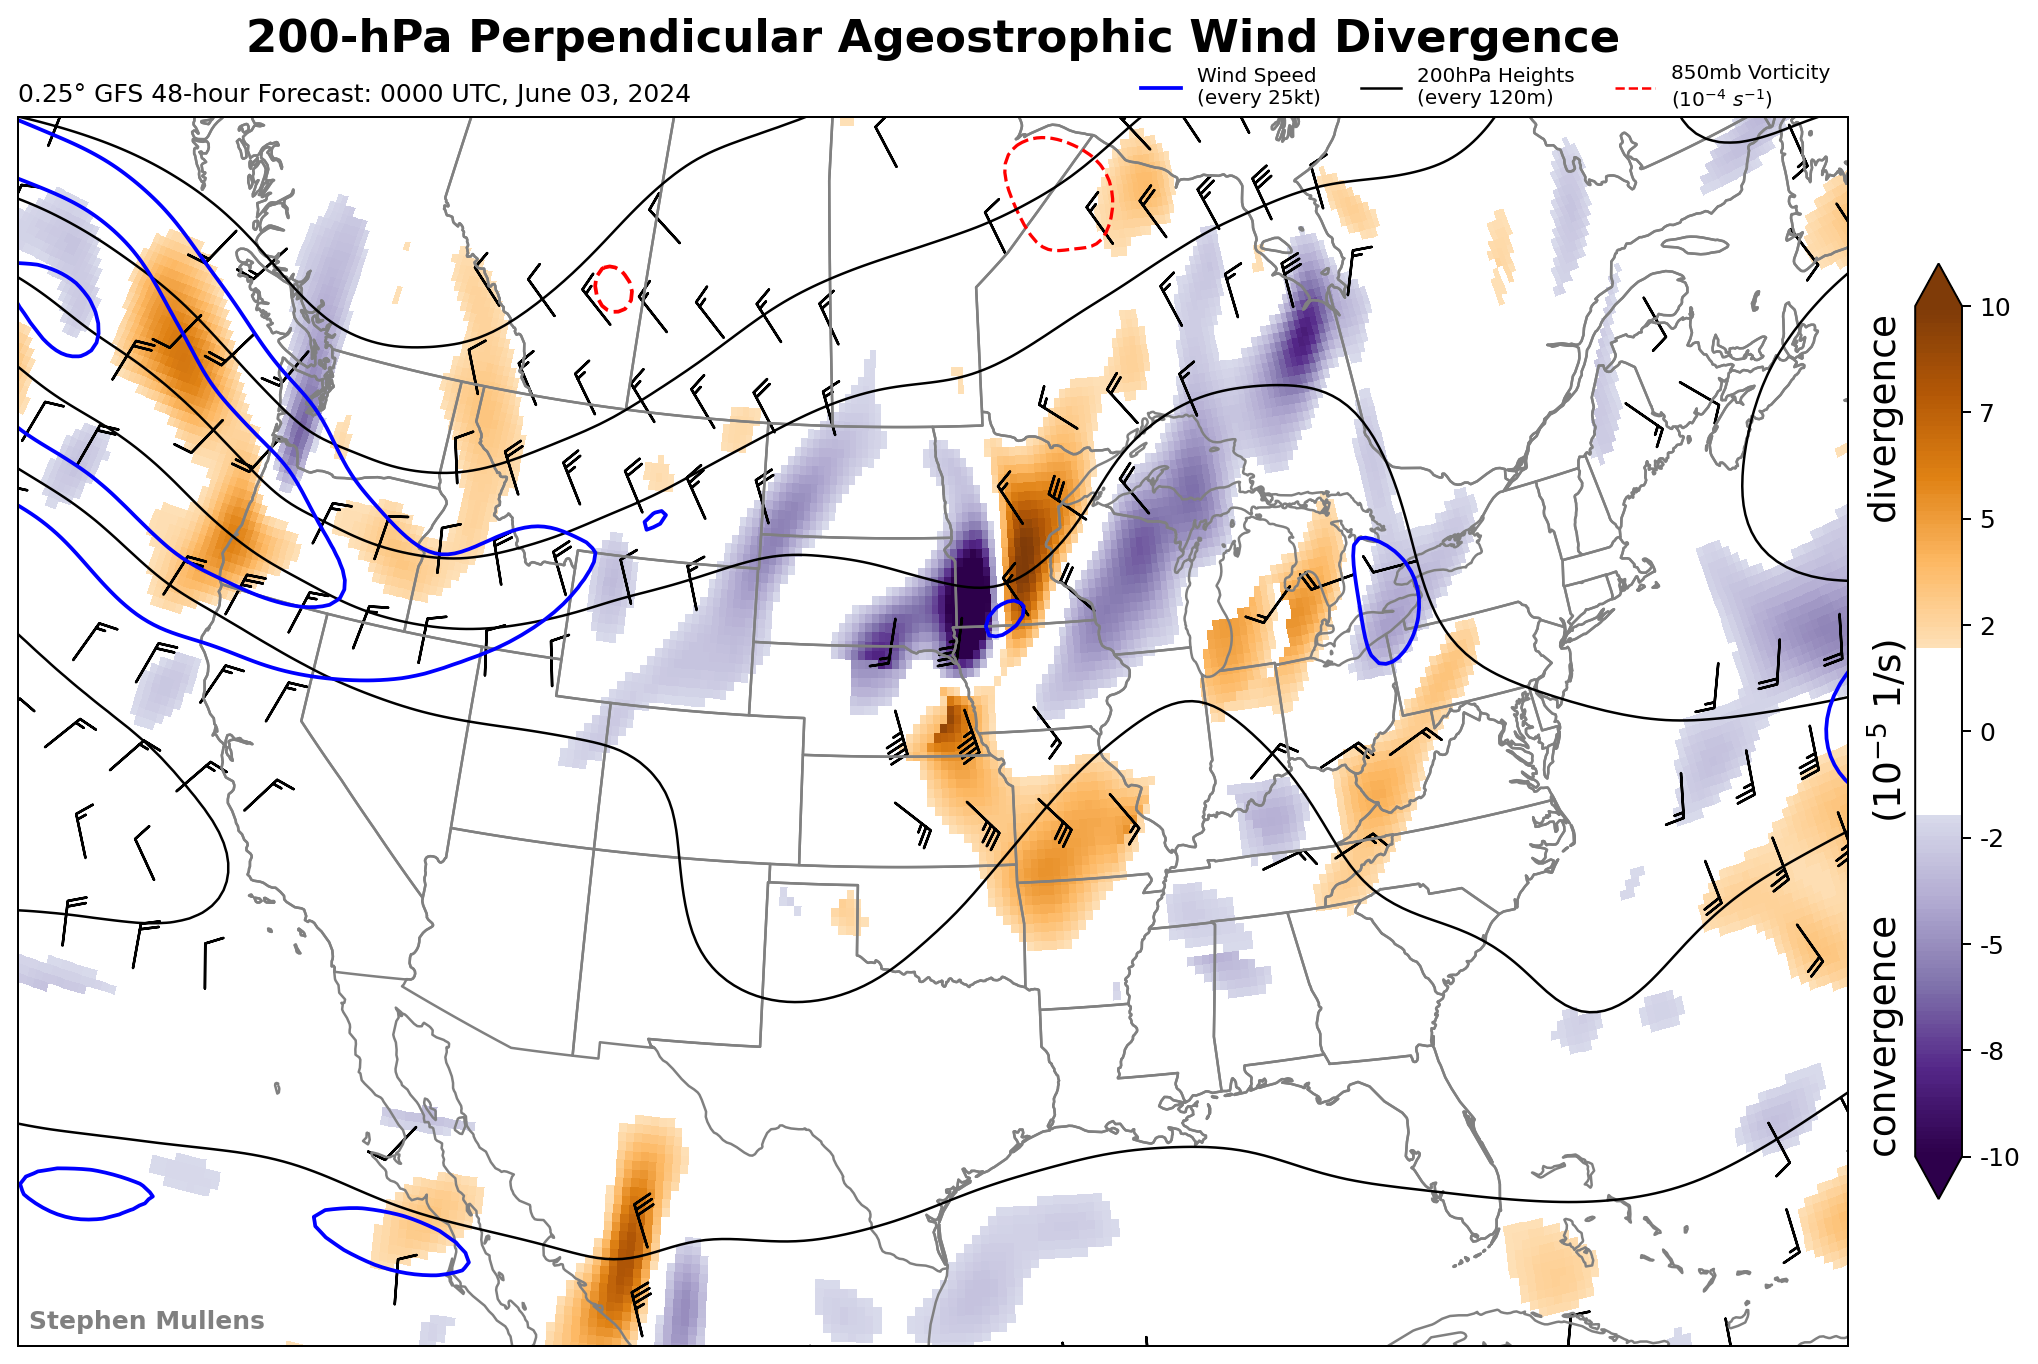 200-hPa Perpendicular Ageostrophic Wind Divergence
0.25° GFS 48-hour Forecast: 0000 UTC, June 03, 2024
Wind Speed
(every 25kt)
200hPa Heights
(every 120m)
850mb Vorticity
(10⁻⁴ s⁻¹)
10
7
5
2
0
-2
-5
-8
-10
convergence (10⁻⁵ 1/s) divergence
Stephen Mullens